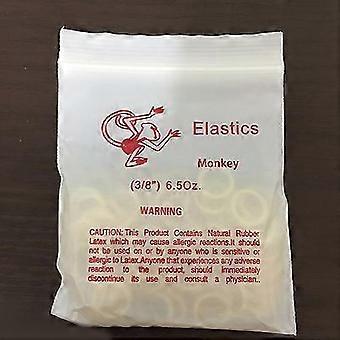 Elastics
Monkey
(3/8") 6.5Oz.
WARNING
CAUTION:This Product Contains Natural Rubber
Latex which may cause allergic reactions.It should
not be used on or by anyone who is sensitive or
allergic to Latex.Anyone that experiences any adverse
reaction to the product, should immediately
discontinue its use and consult a physician..